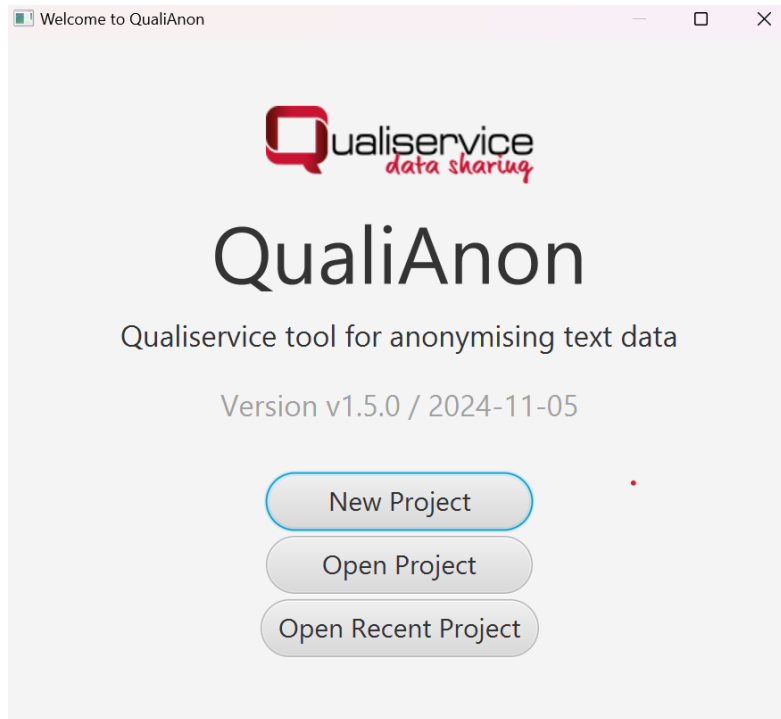 Welcome to QualiAnon
Qualiservice
data sharing
QualiAnon
Qualiservice tool for anonymising text data
Version v1.5.0 / 2024-11-05
New Project
Open Project
Open Recent Project